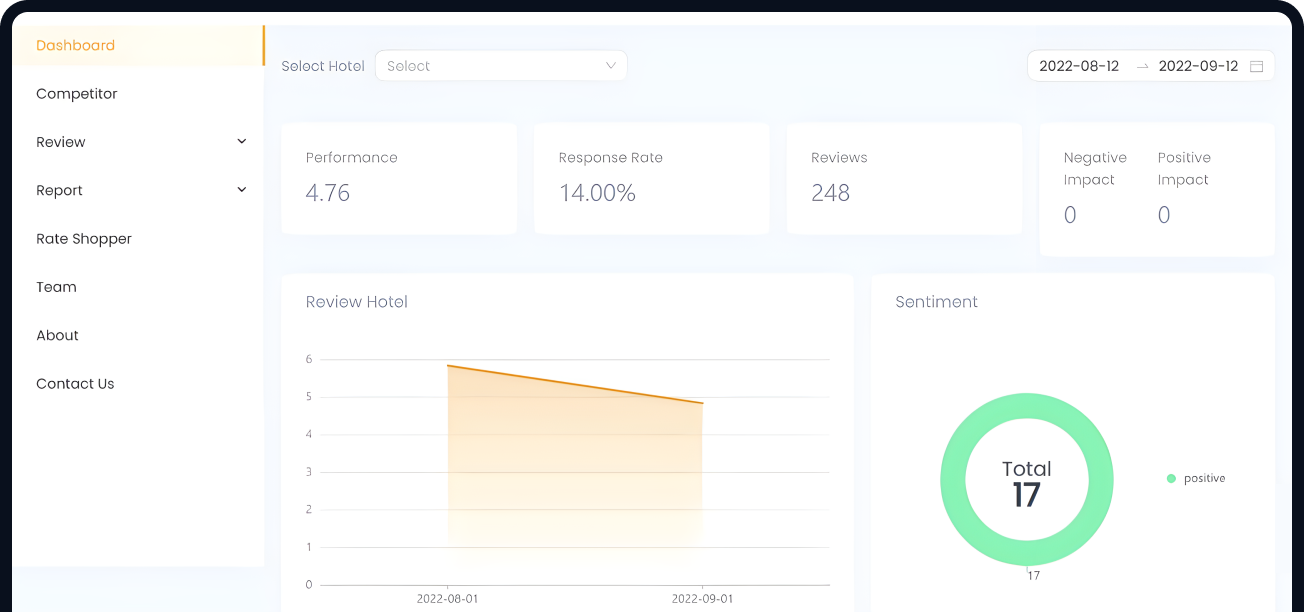 Dashboard
Competitor
Review
Report
Rate Shopper
Team
About
Contact Us
Select Hotel Select
2022-08-12 → 2022-09-12
Performance
4.76
Response Rate
14.00%
Reviews
248
Negative
Impact
0
Positive
Impact
0
Review Hotel
6
5
4
3
2
1
0
2022-08-01 2022-09-01
Sentiment
Total
17
positive
17